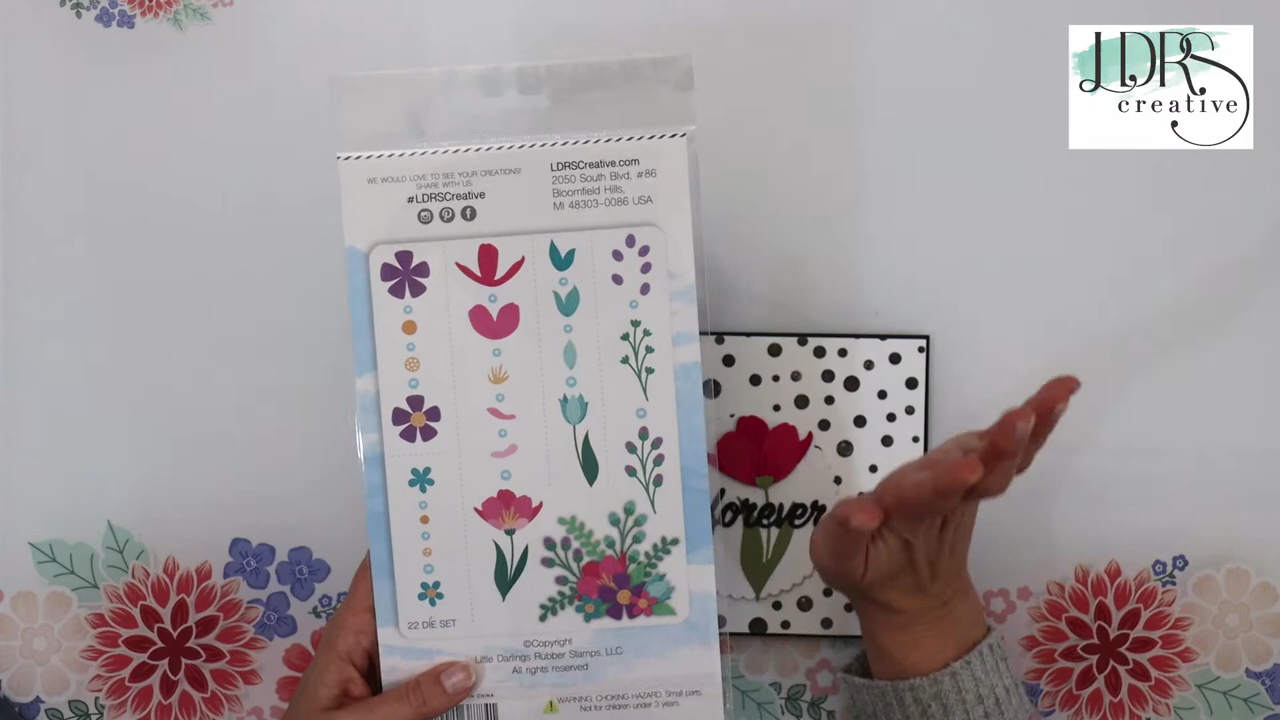 LDRS
creative
WE WOULD LOVE TO SEE YOUR CREATIONS!
SHARE WITH US.
#LDRSCreative
LDRSCreative.com
2050 South Blvd, #86
Bloomfield Hills,
MI 48303-0086 USA
22 DIE SET
forever
©Copyright
Little Darlings Rubber Stamps, LLC
All rights reserved
IN CHINA
WARNING: CHOKING HAZARD. Small parts.
Not for children under 3 years.